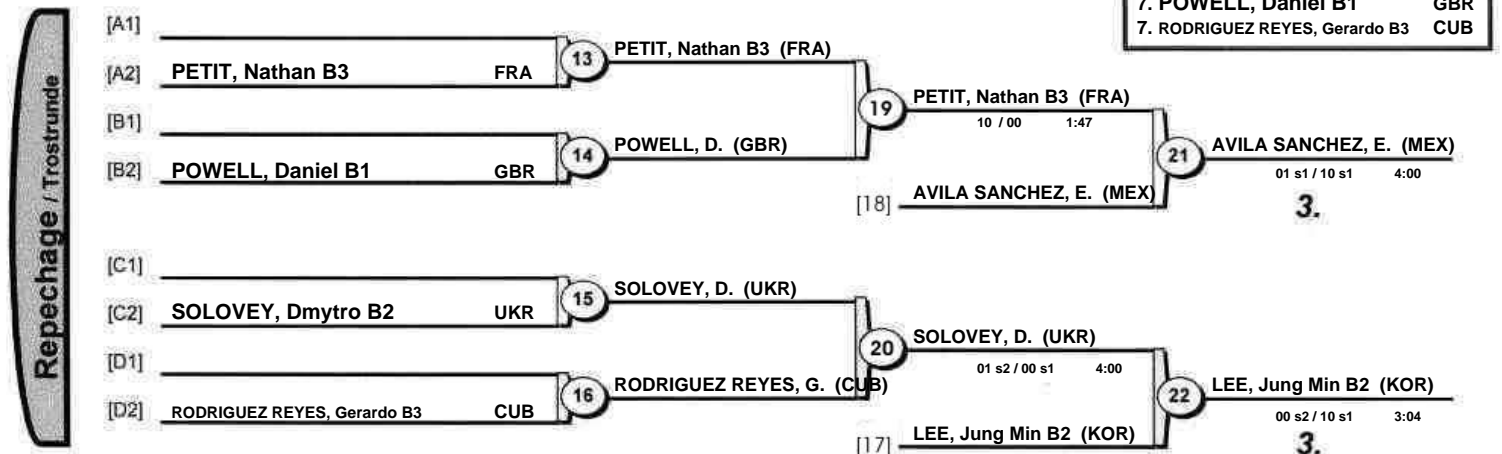 7. POWELL, Daniel B1 GBR
7. RODRIGUEZ REYES, Gerardo B3 CUB
Repechage / Trostrunde
[A1]
[A2] PETIT, Nathan B3 FRA
13
PETIT, Nathan B3 (FRA)
[B1]
[B2] POWELL, Daniel B1 GBR
14
POWELL, D. (GBR)
19
PETIT, Nathan B3 (FRA)
10 / 00 1:47
[18] AVILA SANCHEZ, E. (MEX)
21
AVILA SANCHEZ, E. (MEX)
01 s1 / 10 s1 4:00
3.
[C1]
[C2] SOLOVEY, Dmytro B2 UKR
15
SOLOVEY, D. (UKR)
[D1]
[D2] RODRIGUEZ REYES, Gerardo B3 CUB
16
RODRIGUEZ REYES, G. (CUB)
20
SOLOVEY, D. (UKR)
01 s2 / 00 s1 4:00
[17] LEE, Jung Min B2 (KOR)
22
LEE, Jung Min B2 (KOR)
00 s2 / 10 s1 3:04
3.